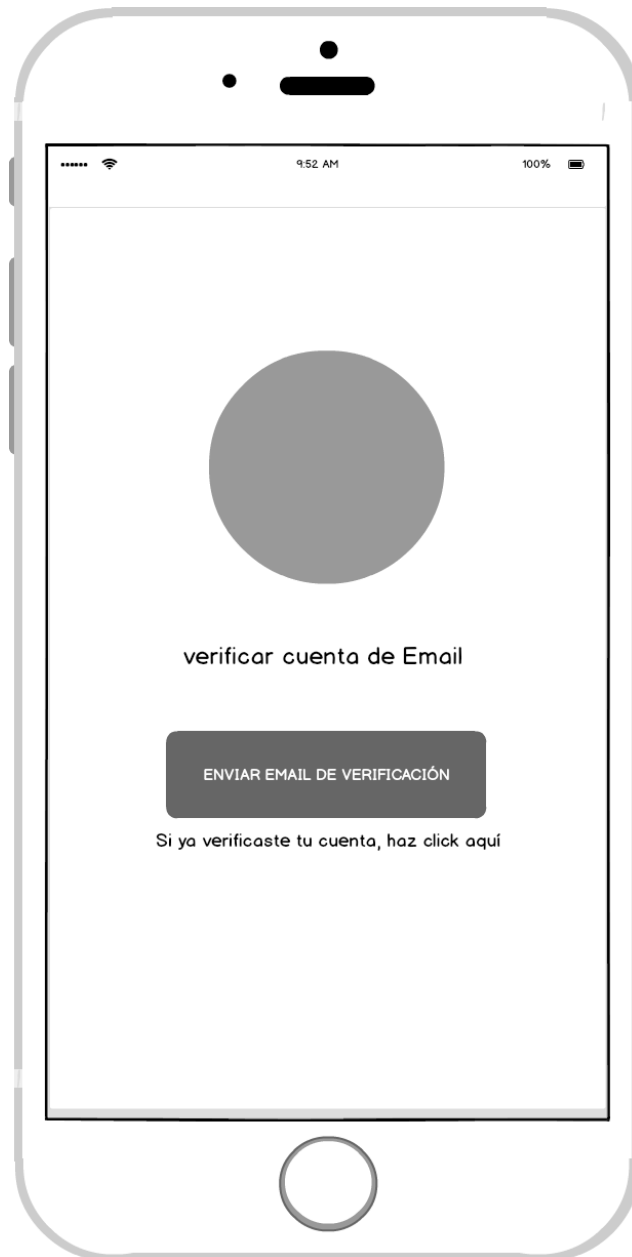 9:52 AM
100%
verificar cuenta de Email
ENVIAR EMAIL DE VERIFICACIÓN
Si ya verificaste tu cuenta, haz click aquí